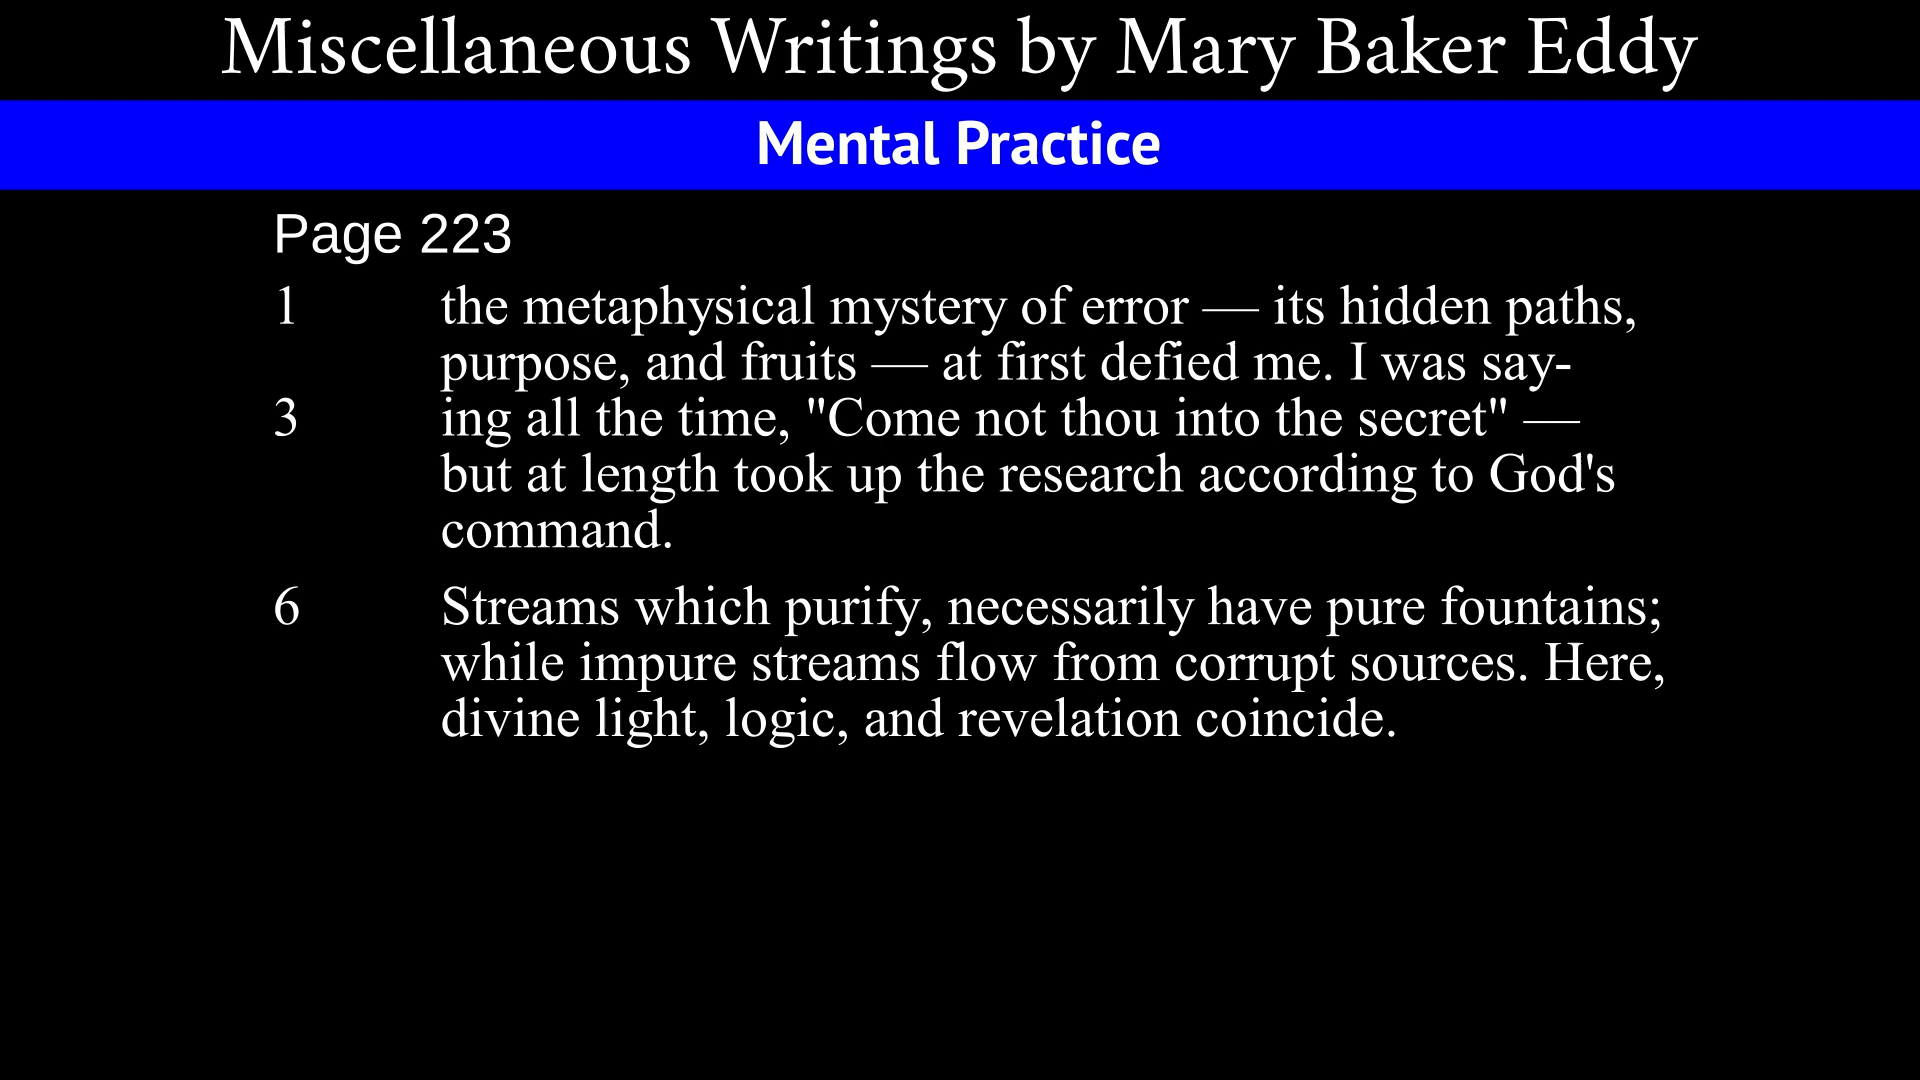 Miscellaneous Writings by Mary Baker Eddy
Mental Practice
Page 223
1 the metaphysical mystery of error — its hidden paths,
purpose, and fruits — at first defied me. I was say-
3 ing all the time, "Come not thou into the secret" —
but at length took up the research according to God's
command.
6 Streams which purify, necessarily have pure fountains;
while impure streams flow from corrupt sources. Here,
divine light, logic, and revelation coincide.